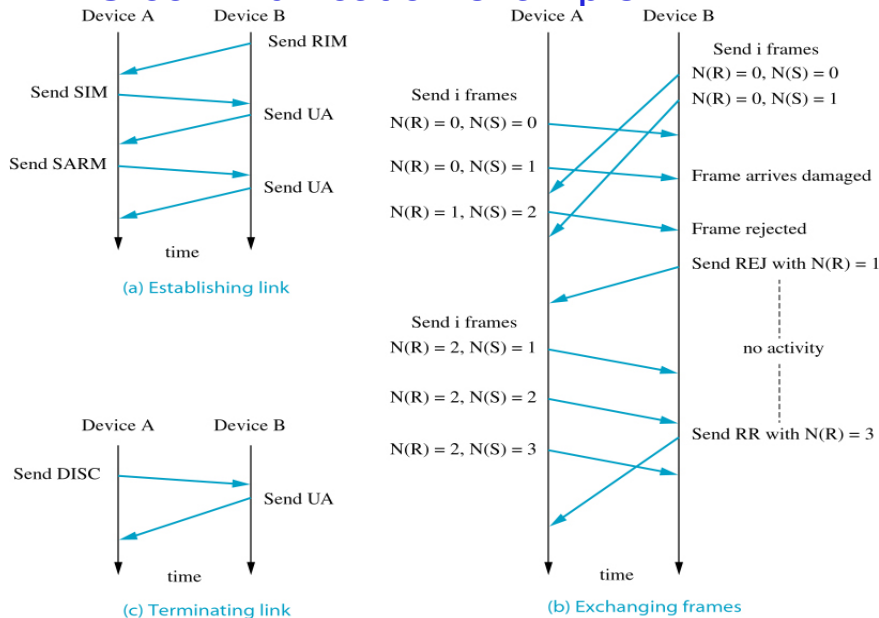 Device A Device B
Send RIM
Send SIM
Send UA
Send SARM
Send UA
time
(a) Establishing link
Device A Device B
Send DISC
Send UA
time
(c) Terminating link
Device A Device B
Send i frames
N(R) = 0, N(S) = 0
N(R) = 0, N(S) = 1
Send i frames
N(R) = 0, N(S) = 0
N(R) = 0, N(S) = 1
Frame arrives damaged
N(R) = 1, N(S) = 2
Frame rejected
Send REJ with N(R) = 1
Send i frames
N(R) = 2, N(S) = 1
no activity
N(R) = 2, N(S) = 2
Send RR with N(R) = 3
N(R) = 2, N(S) = 3
time
(b) Exchanging frames